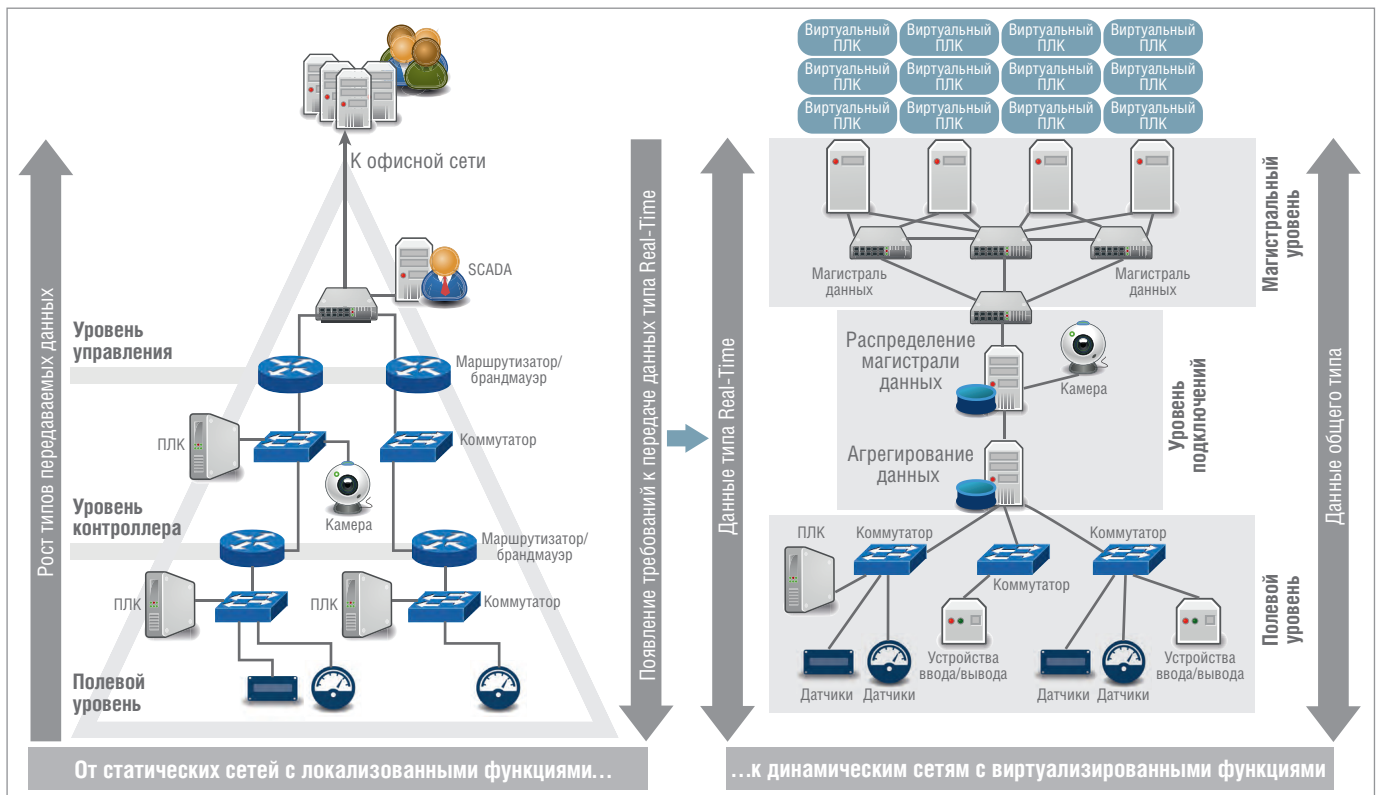 К офисной сети
SCADA
Рост типов передаваемых данных
Уровень
управления
Маршрутизатор/
брандмауэр
ПЛК
Коммутатор
Камера
Уровень
контроллера
Маршрутизатор/
брандмауэр
ПЛК
ПЛК
Коммутатор
Полевой
уровень
Появление требований к передаче данных типа Real-Time
От статических сетей с локализованными функциями…
Виртуальный
ПЛК
Виртуальный
ПЛК
Виртуальный
ПЛК
Виртуальный
ПЛК
Виртуальный
ПЛК
Виртуальный
ПЛК
Виртуальный
ПЛК
Виртуальный
ПЛК
Виртуальный
ПЛК
Виртуальный
ПЛК
Виртуальный
ПЛК
Виртуальный
ПЛК
Данные типа Real-Time
Магистраль
данных
Магистраль
данных
Магистральный
уровень
Распределение
магистрали
данных
Камера
Агрегирование
данных
Уровень
подключений
ПЛК
Коммутатор
Коммутатор
Коммутатор
Датчики
Датчики
Устройства
ввода/вывода
Датчики
Датчики
Устройства
ввода/вывода
Полевой
уровень
Данные общего типа
…к динамическим сетям с виртуализированными функциями